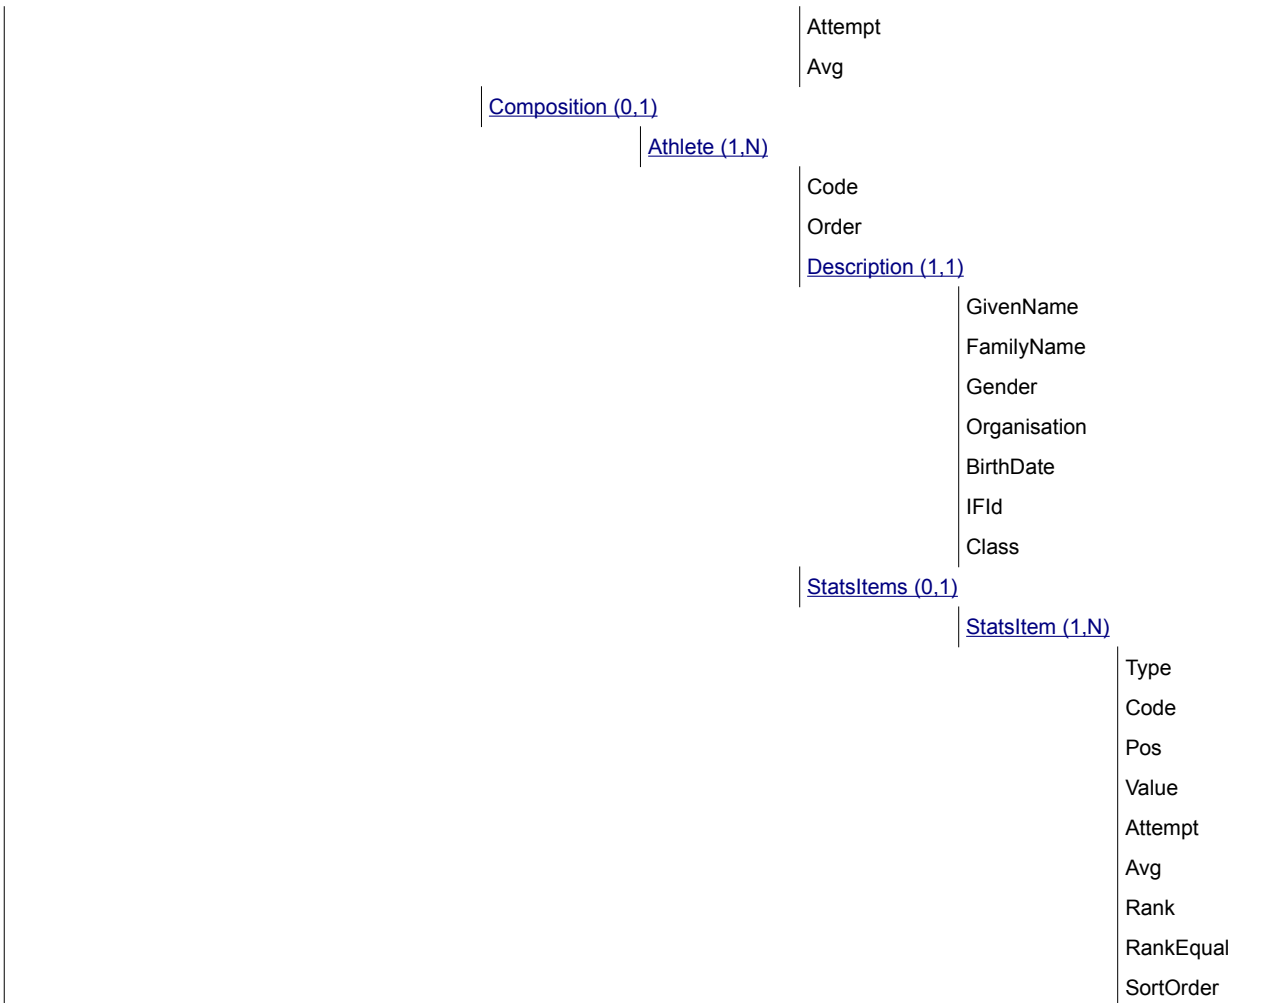 Attempt
Avg
Composition (0,1)
Athlete (1,N)
Code
Order
Description (1,1)
GivenName
FamilyName
Gender
Organisation
BirthDate
IFId
Class
StatsItems (0,1)
StatsItem (1,N)
Type
Code
Pos
Value
Attempt
Avg
Rank
RankEqual
SortOrder